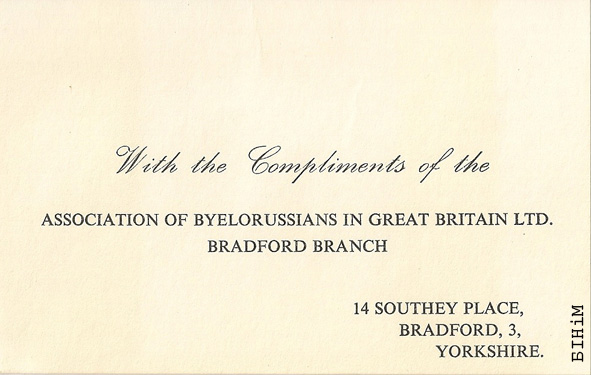 With the Compliments of the
ASSOCIATION OF BYELORUSSIANS IN GREAT BRITAIN LTD.
BRADFORD BRANCH
14 SOUTHEY PLACE,
BRADFORD, 3,
YORKSHIRE.
БІНіМ